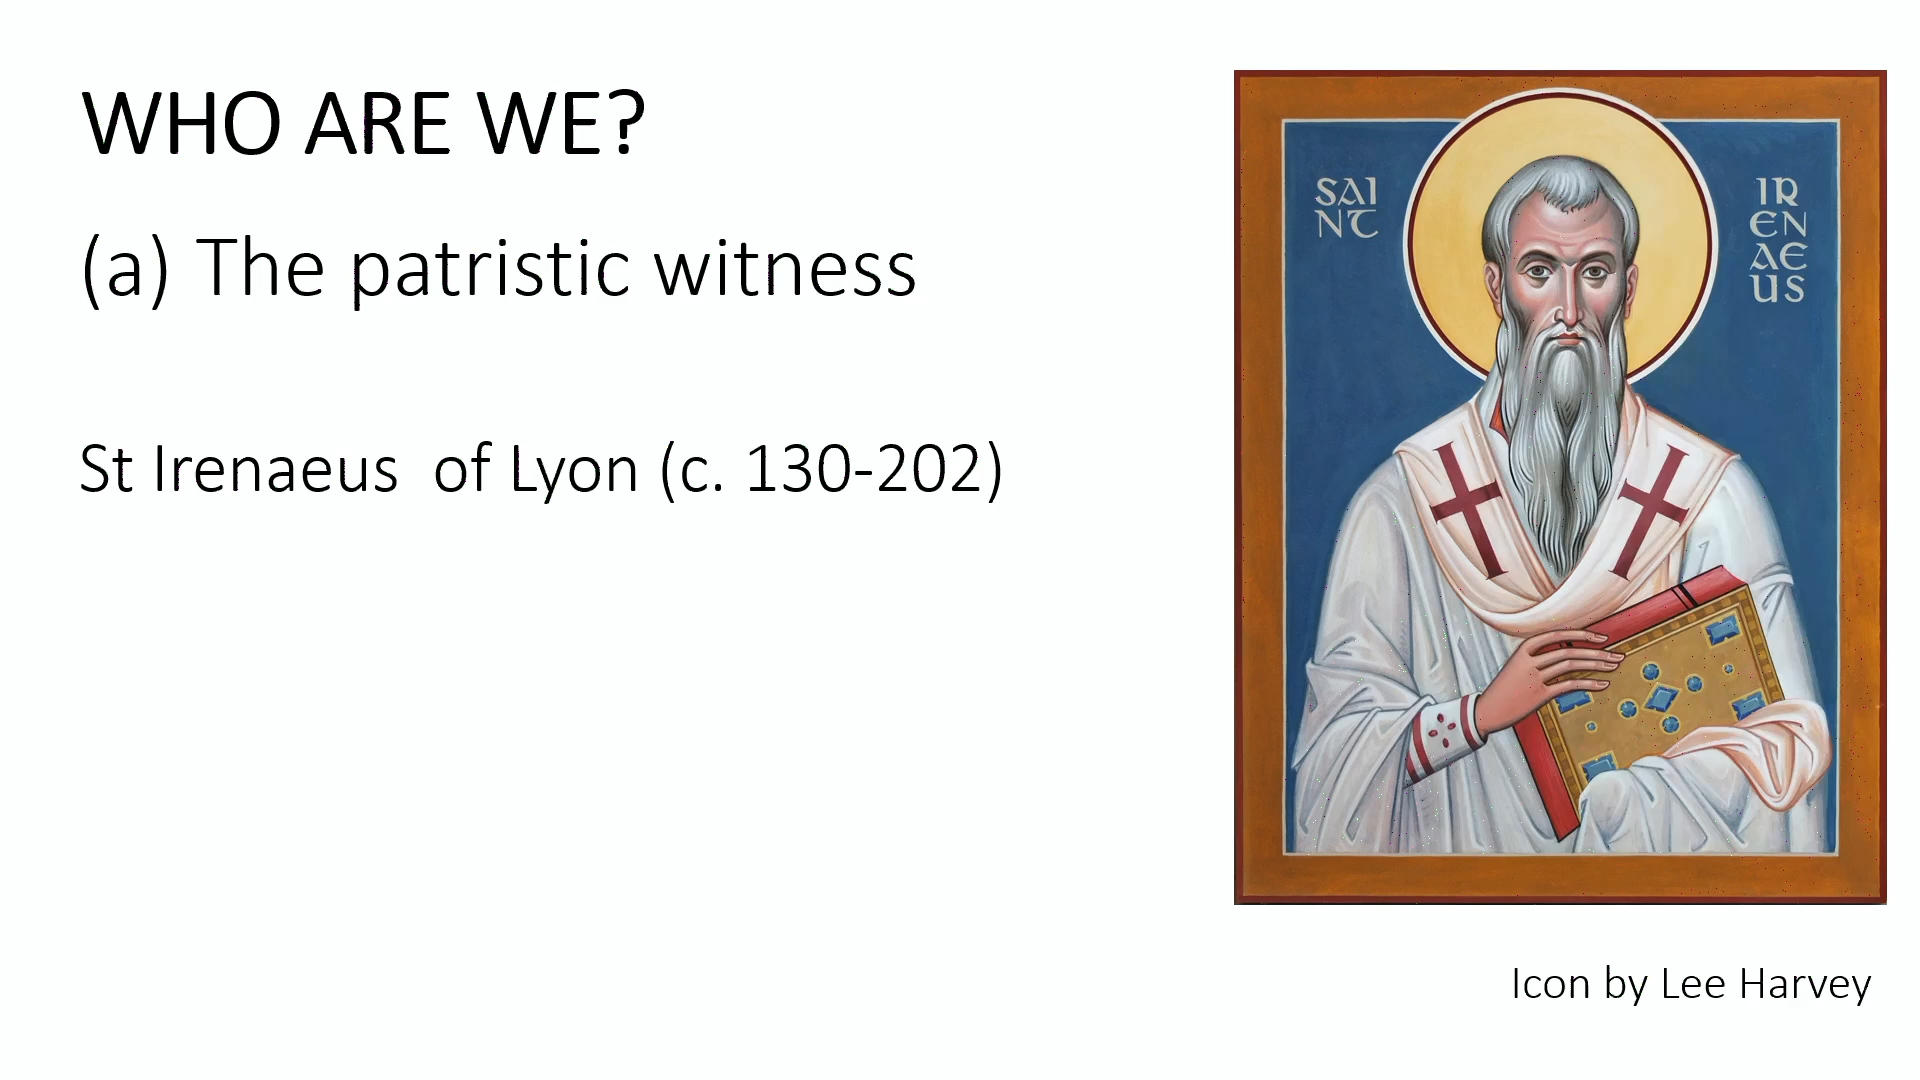 WHO ARE WE?
(a) The patristic witness
St Irenaeus  of Lyon (c. 130-202)
SAI
NT
IR
EN
AE
US
Icon by Lee Harvey